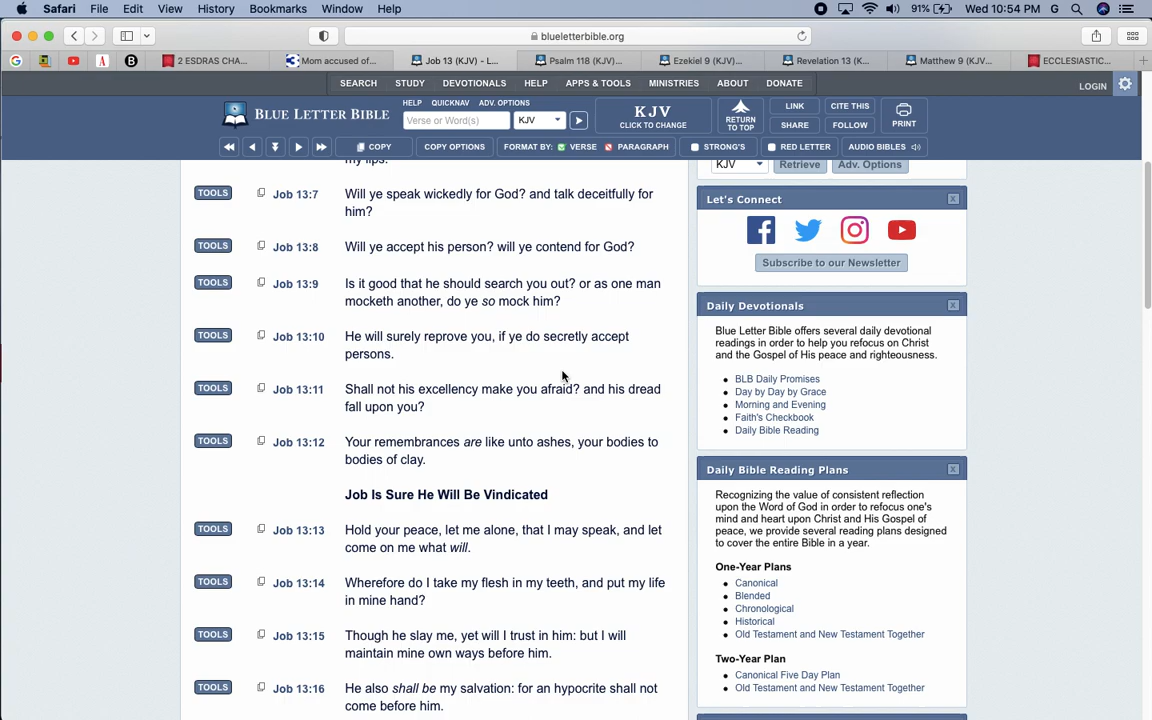 Safari File Edit View History Bookmarks Window Help 91% Wed 10:54 PM G
blueletterbible.org
2 ESDRAS CHA... Mom accused of... Job 13 (KJV) - L... Psalm 118 (KJV)... Ezekiel 9 (KJV)... Revelation 13 (K... Matthew 9 (KJV... ECCLESIASTIC...
SEARCH STUDY DEVOTIONALS HELP APPS & TOOLS MINISTRIES ABOUT DONATE LOGIN
BLUE LETTER BIBLE
HELP QUICKNAV ADV. OPTIONS
Verse or Word(s) KJV
KJV
CLICK TO CHANGE
RETURN
TO TOP
LINK CITE THIS
SHARE FOLLOW
PRINT
COPY COPY OPTIONS FORMAT BY: VERSE PARAGRAPH STRONG'S RED LETTER AUDIO BIBLES
my lips.
TOOLS Job 13:7 Will ye speak wickedly for God? and talk deceitfully for
him?
TOOLS Job 13:8 Will ye accept his person? will ye contend for God?
TOOLS Job 13:9 Is it good that he should search you out? or as one man
mocketh another, do ye so mock him?
TOOLS Job 13:10 He will surely reprove you, if ye do secretly accept
persons.
TOOLS Job 13:11 Shall not his excellency make you afraid? and his dread
fall upon you?
TOOLS Job 13:12 Your remembrances are like unto ashes, your bodies to
bodies of clay.
Job Is Sure He Will Be Vindicated
TOOLS Job 13:13 Hold your peace, let me alone, that I may speak, and let
come on me what will.
TOOLS Job 13:14 Wherefore do I take my flesh in my teeth, and put my life
in mine hand?
TOOLS Job 13:15 Though he slay me, yet will I trust in him: but I will
maintain mine own ways before him.
TOOLS Job 13:16 He also shall be my salvation: for an hypocrite shall not
come before him.
KJV Retrieve Adv. Options
Let's Connect
Subscribe to our Newsletter
Daily Devotionals
Blue Letter Bible offers several daily devotional
readings in order to help you refocus on Christ
and the Gospel of His peace and righteousness.
BLB Daily Promises
Day by Day by Grace
Morning and Evening
Faith's Checkbook
Daily Bible Reading
Daily Bible Reading Plans
Recognizing the value of consistent reflection
upon the Word of God in order to refocus one's
mind and heart upon Christ and His Gospel of
peace, we provide several reading plans designed
to cover the entire Bible in a year.
One-Year Plans
Canonical
Blended
Chronological
Historical
Old Testament and New Testament Together
Two-Year Plan
Canonical Five Day Plan
Old Testament and New Testament Together